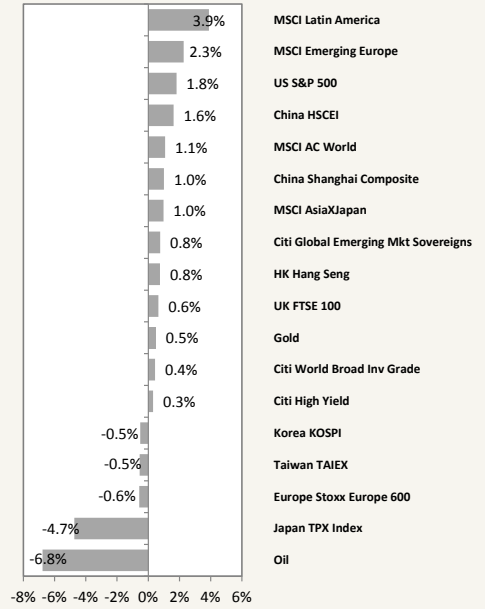 3.9% MSCI Latin America
2.3% MSCI Emerging Europe
1.8% US S&P 500
1.6% China HSCEI
1.1% MSCI AC World
1.0% China Shanghai Composite
1.0% MSCI AsiaXJapan
0.8% Citi Global Emerging Mkt Sovereigns
0.8% HK Hang Seng
0.6% UK FTSE 100
0.5% Gold
0.4% Citi World Broad Inv Grade
0.3% Citi High Yield
-0.5% Korea KOSPI
-0.5% Taiwan TAIEX
-0.6% Europe Stoxx Europe 600
-4.7% Japan TPX Index
-6.8% Oil
-8% -6% -4% -2% 0% 2% 4% 6%